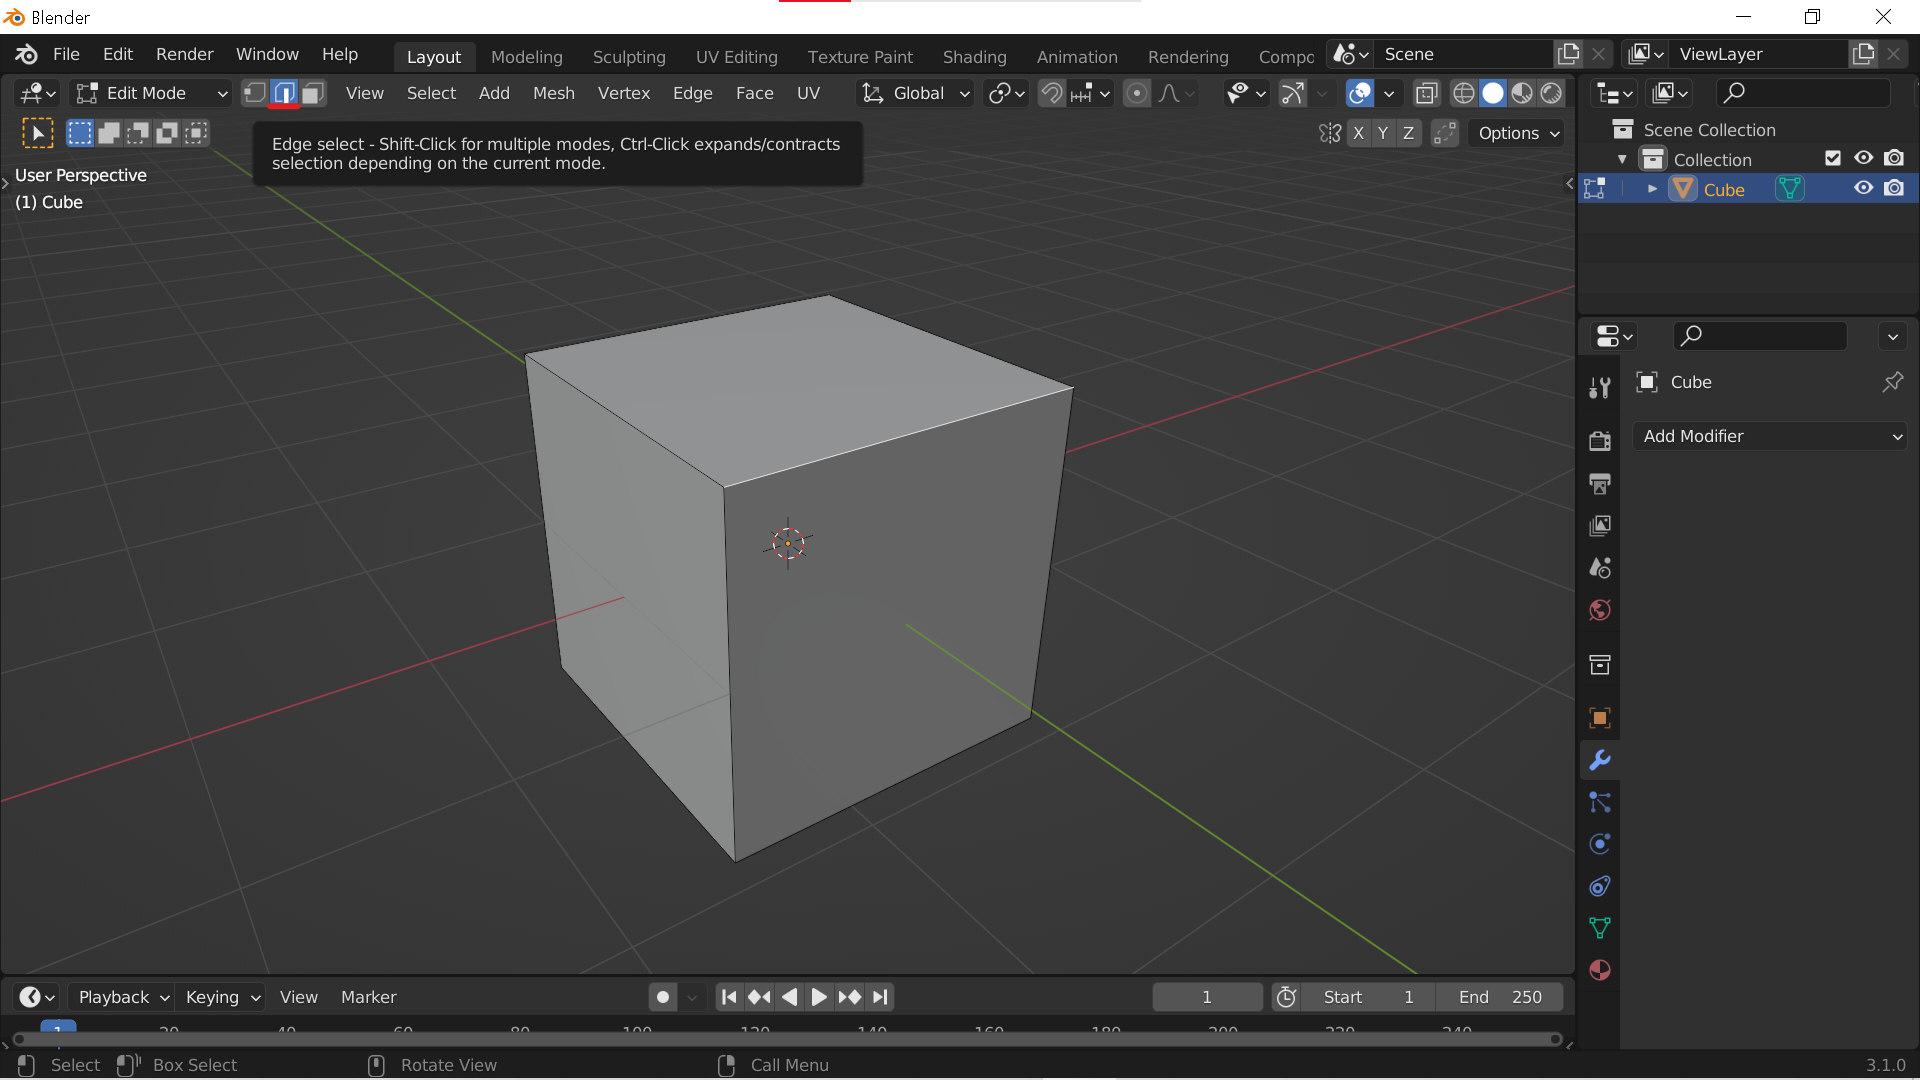 Blender
File Edit Render Window Help Layout Modeling Sculpting UV Editing Texture Paint Shading Animation Rendering Compo Scene ViewLayer
Edit Mode View Select Add Mesh Vertex Edge Face UV Global
X Y Z Options
Edge select - Shift-Click for multiple modes, Ctrl-Click expands/contracts
selection depending on the current mode.
User Perspective
(1) Cube
Scene Collection
Collection
Cube
Cube
Add Modifier
Playback Keying View Marker 1 Start 1 End 250
1 20 40 60 80 100 120 140 160 180 200 220 240
Select Box Select Rotate View Call Menu 3.1.0